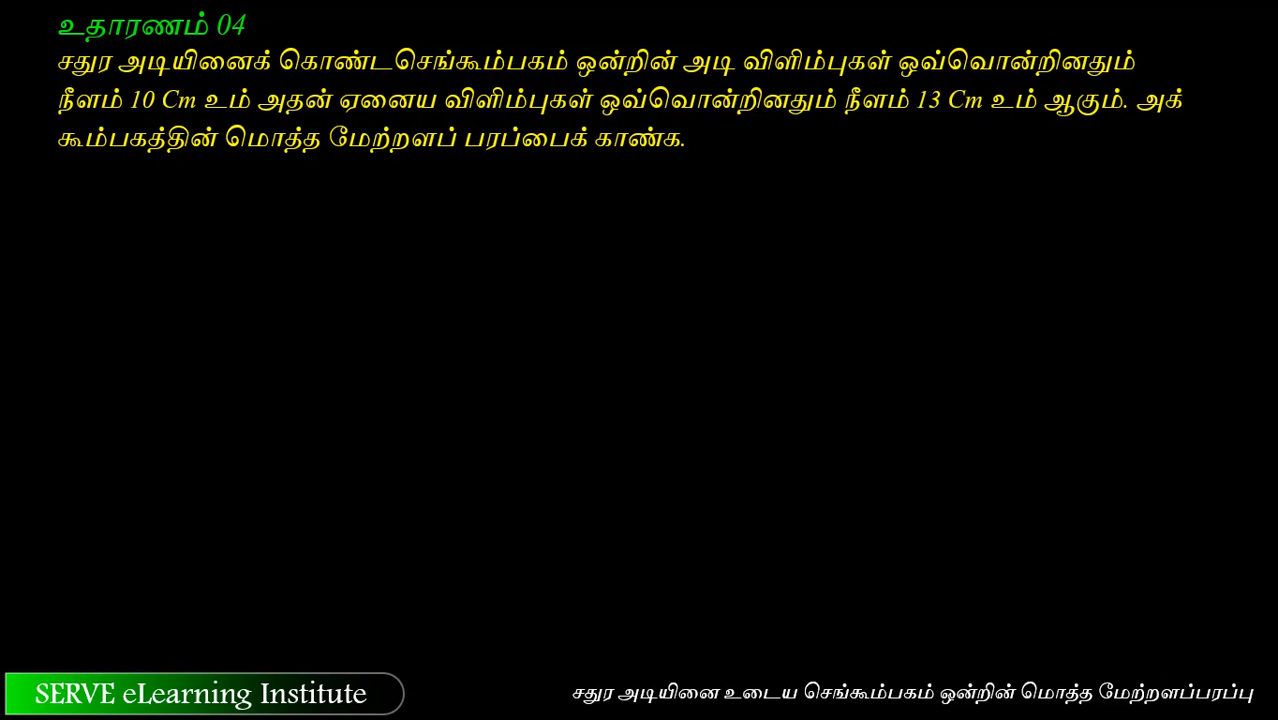 உதாரணம் 04
சதுர அடியினைக் கொண்டசெங்கூம்பகம் ஒன்றின் அடி விளிம்புகள் ஒவ்வொன்றினதும்
நீளம் 10 Cm உம் அதன் ஏனைய விளிம்புகள் ஒவ்வொன்றினதும் நீளம் 13 Cm உம் ஆகும். அக்
கூம்பகத்தின் மொத்த மேற்றளப் பரப்பைக் காண்க.
SERVE eLearning Institute
சதுர அடியினை உடைய செங்கூம்பகம் ஒன்றின் மொத்த மேற்றளப்பரப்பு